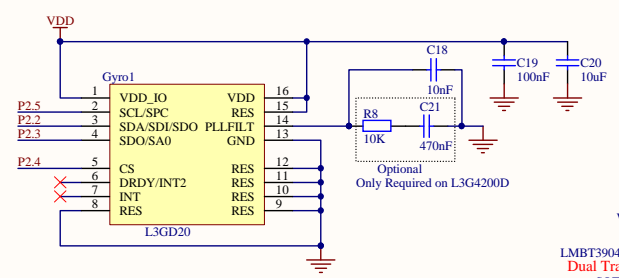 VDD
Gyro1
1 VDD_IO VDD 16
P2.5 2 SCL/SPC RES 15
P2.2 3 SDA/SDI/SDO PLLFILT 14
P2.3 4 SDO/SA0 GND 13
P2.4 5 CS RES 12
6 DRDY/INT2 RES 11
7 INT RES 10
8 RES RES 9
L3GD20
C18
10nF
R8
10K
C21
470nF
Optional
Only Required on L3G4200D
C19
100nF
C20
10uF
LMBT3904
Dual Tra